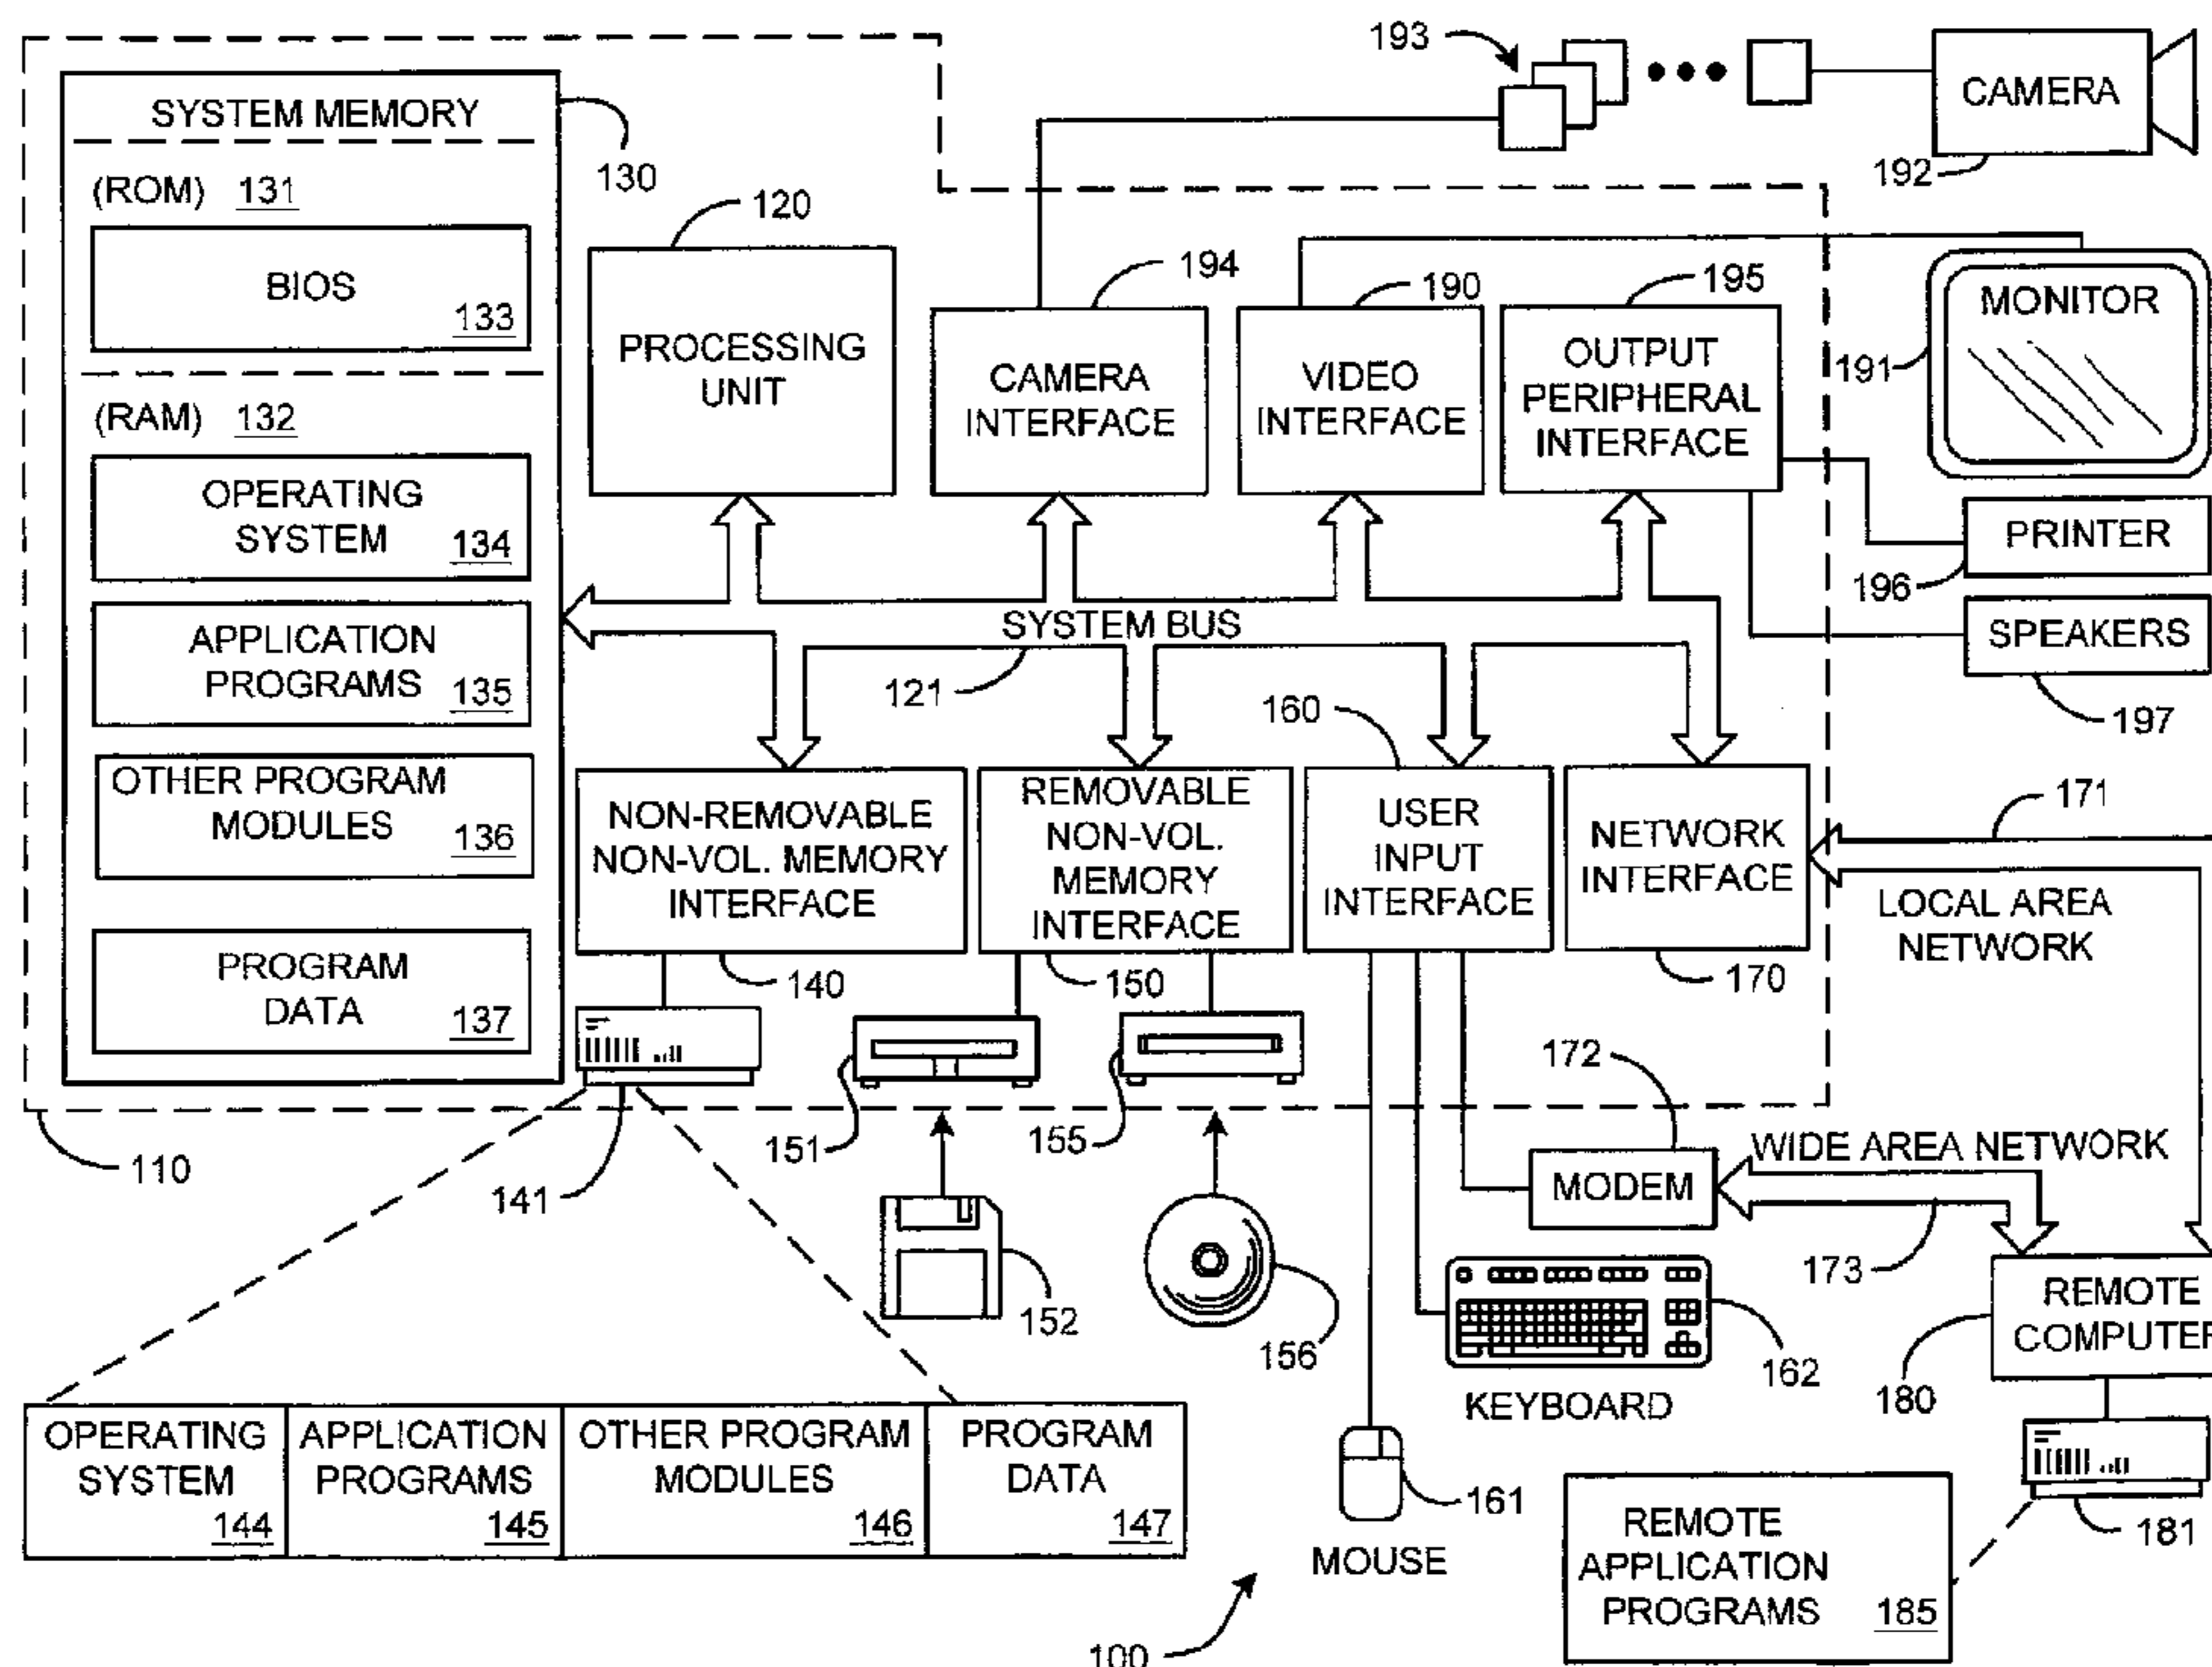 193
CAMERA
192
SYSTEM MEMORY
130
(ROM) 131
BIOS
133
(RAM) 132
OPERATING
SYSTEM
134
APPLICATION
PROGRAMS
135
OTHER PROGRAM
MODULES
136
PROGRAM
DATA
137
120
PROCESSING
UNIT
194
CAMERA
INTERFACE
190
VIDEO
INTERFACE
195
OUTPUT
PERIPHERAL
INTERFACE
MONITOR
191
PRINTER
196
SPEAKERS
197
SYSTEM BUS
121
NON-REMOVABLE
NON-VOL. MEMORY
INTERFACE
140
REMOVABLE
NON-VOL.
MEMORY
INTERFACE
150
160
USER
INPUT
INTERFACE
NETWORK
INTERFACE
170
171
LOCAL AREA
NETWORK
110
141
151
155
152
156
172
MODEM
WIDE AREA NETWORK
173
162
KEYBOARD
161
MOUSE
REMOTE
COMPUTER
180
181
OPERATING
SYSTEM
144
APPLICATION
PROGRAMS
145
OTHER PROGRAM
MODULES
146
PROGRAM
DATA
147
REMOTE
APPLICATION
PROGRAMS
185
100